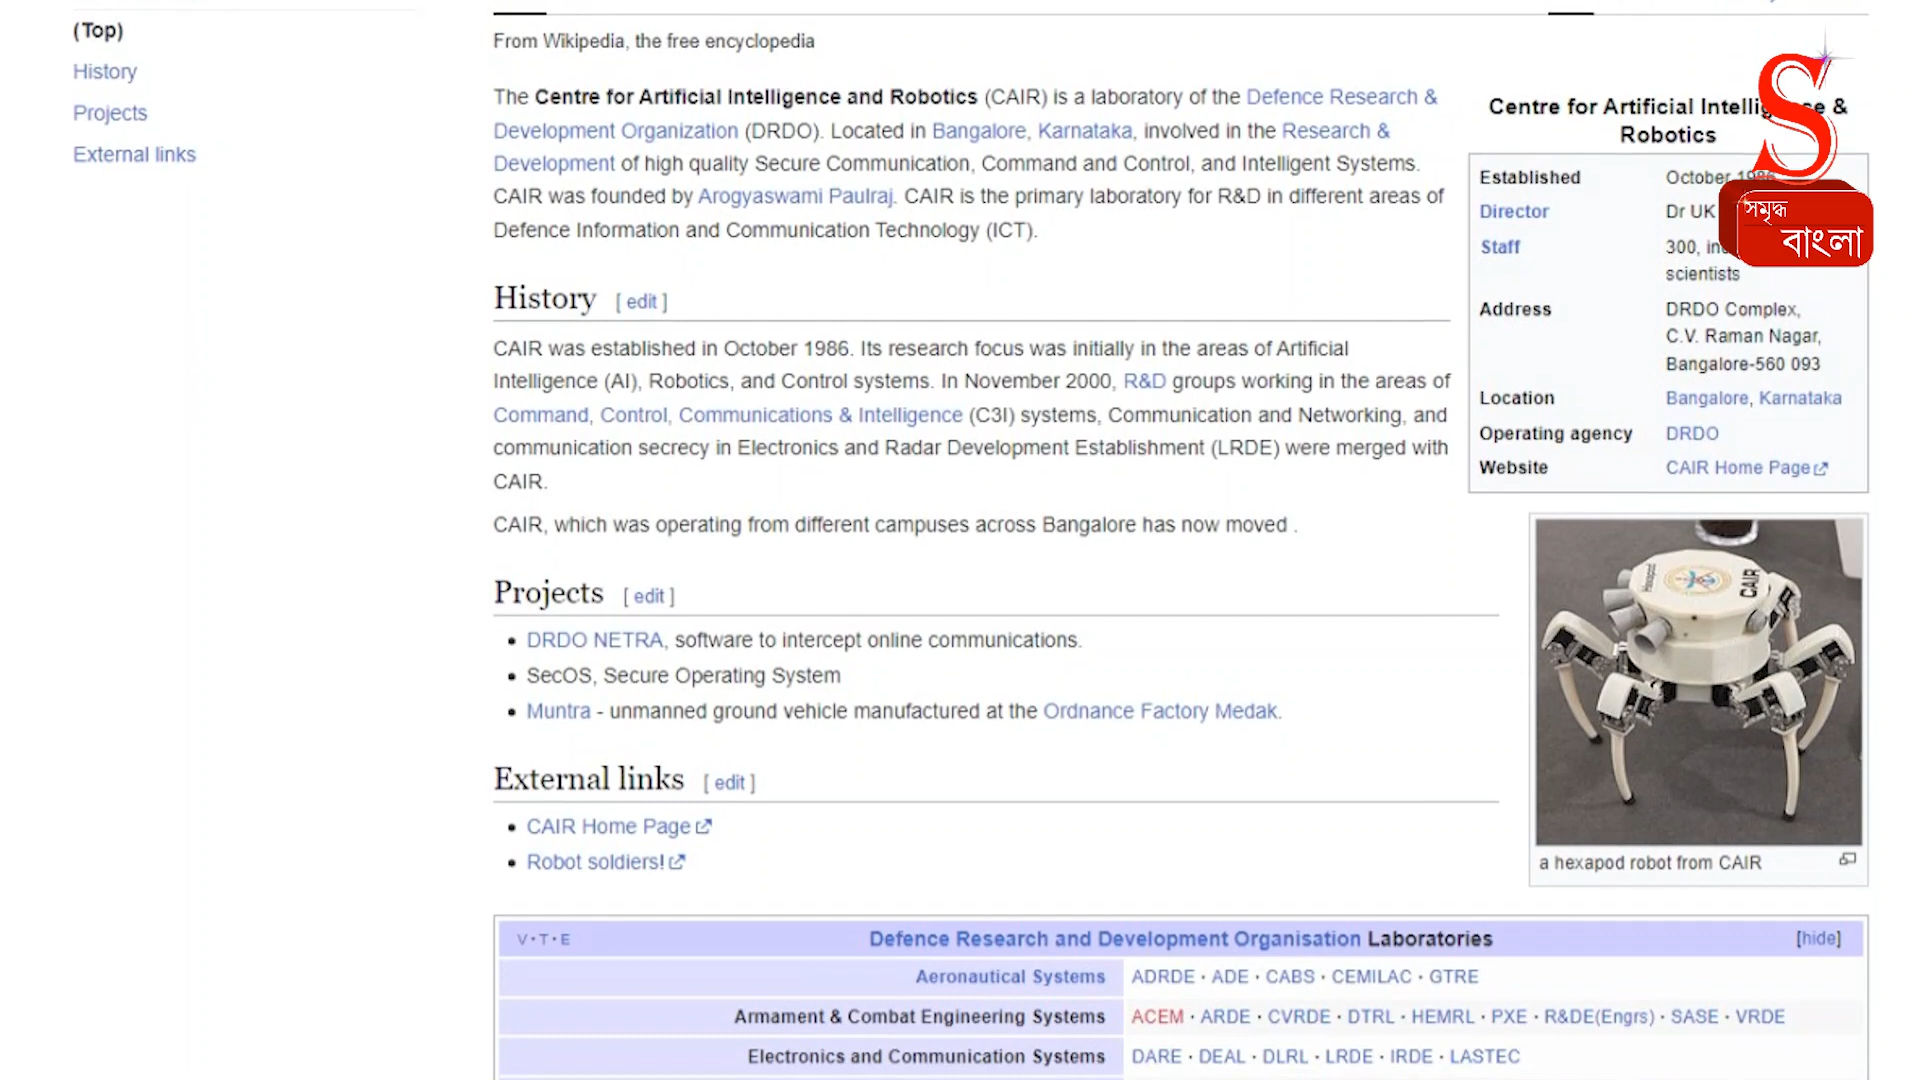 (Top)
History
Projects
External links
From Wikipedia, the free encyclopedia
The Centre for Artificial Intelligence and Robotics (CAIR) is a laboratory of the Defence Research &
Development Organization (DRDO). Located in Bangalore, Karnataka, involved in the Research &
Development of high quality Secure Communication, Command and Control, and Intelligent Systems.
CAIR was founded by Arogyaswami Paulraj. CAIR is the primary laboratory for R&D in different areas of
Defence Information and Communication Technology (ICT).
History [ edit ]
CAIR was established in October 1986. Its research focus was initially in the areas of Artificial
Intelligence (AI), Robotics, and Control systems. In November 2000, R&D groups working in the areas of
Command, Control, Communications & Intelligence (C3I) systems, Communication and Networking, and
communication secrecy in Electronics and Radar Development Establishment (LRDE) were merged with
CAIR.
CAIR, which was operating from different campuses across Bangalore has now moved .
Projects [ edit ]
• DRDO NETRA, software to intercept online communications.
• SecOS, Secure Operating System
• Muntra - unmanned ground vehicle manufactured at the Ordnance Factory Medak.
External links [ edit ]
• CAIR Home Page
• Robot soldiers!
Centre for Artificial &
Robotics
Established October 1986
Director Dr UK
Staff 300,
scientists
Address DRDO Complex,
C.V. Raman Nagar,
Bangalore-560 093
Location Bangalore, Karnataka
Operating agency DRDO
Website CAIR Home Page
S
সমৃদ্ধ
বাংলা
Hexapod
CAIR
a hexapod robot from CAIR
V · T · E Defence Research and Development Organisation Laboratories [hide]
Aeronautical Systems ADRDE · ADE · CABS · CEMILAC · GTRE
Armament & Combat Engineering Systems ACEM · ARDE · CVRDE · DTRL · HEMRL · PXE · R&DE(Engrs) · SASE · VRDE
Electronics and Communication Systems DARE · DEAL · DLRL · LRDE · IRDE · LASTEC